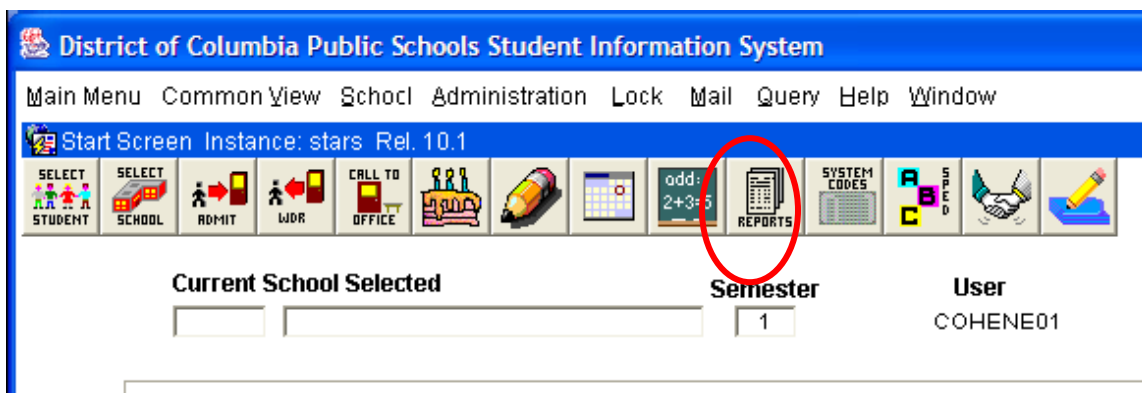 District of Columbia Public Schools Student Information System
Main Menu Common View School Administration Lock Mail Query Help Window
Start Screen Instance: stars Rel. 10.1
SELECT STUDENT
SELECT SCHOOL
ADMIT
WDR
CALL TO OFFICE
add:
2+3=5
REPORTS
SYSTEM CODES
A B C SPED
Current School Selected Semester User
1 COHENE01